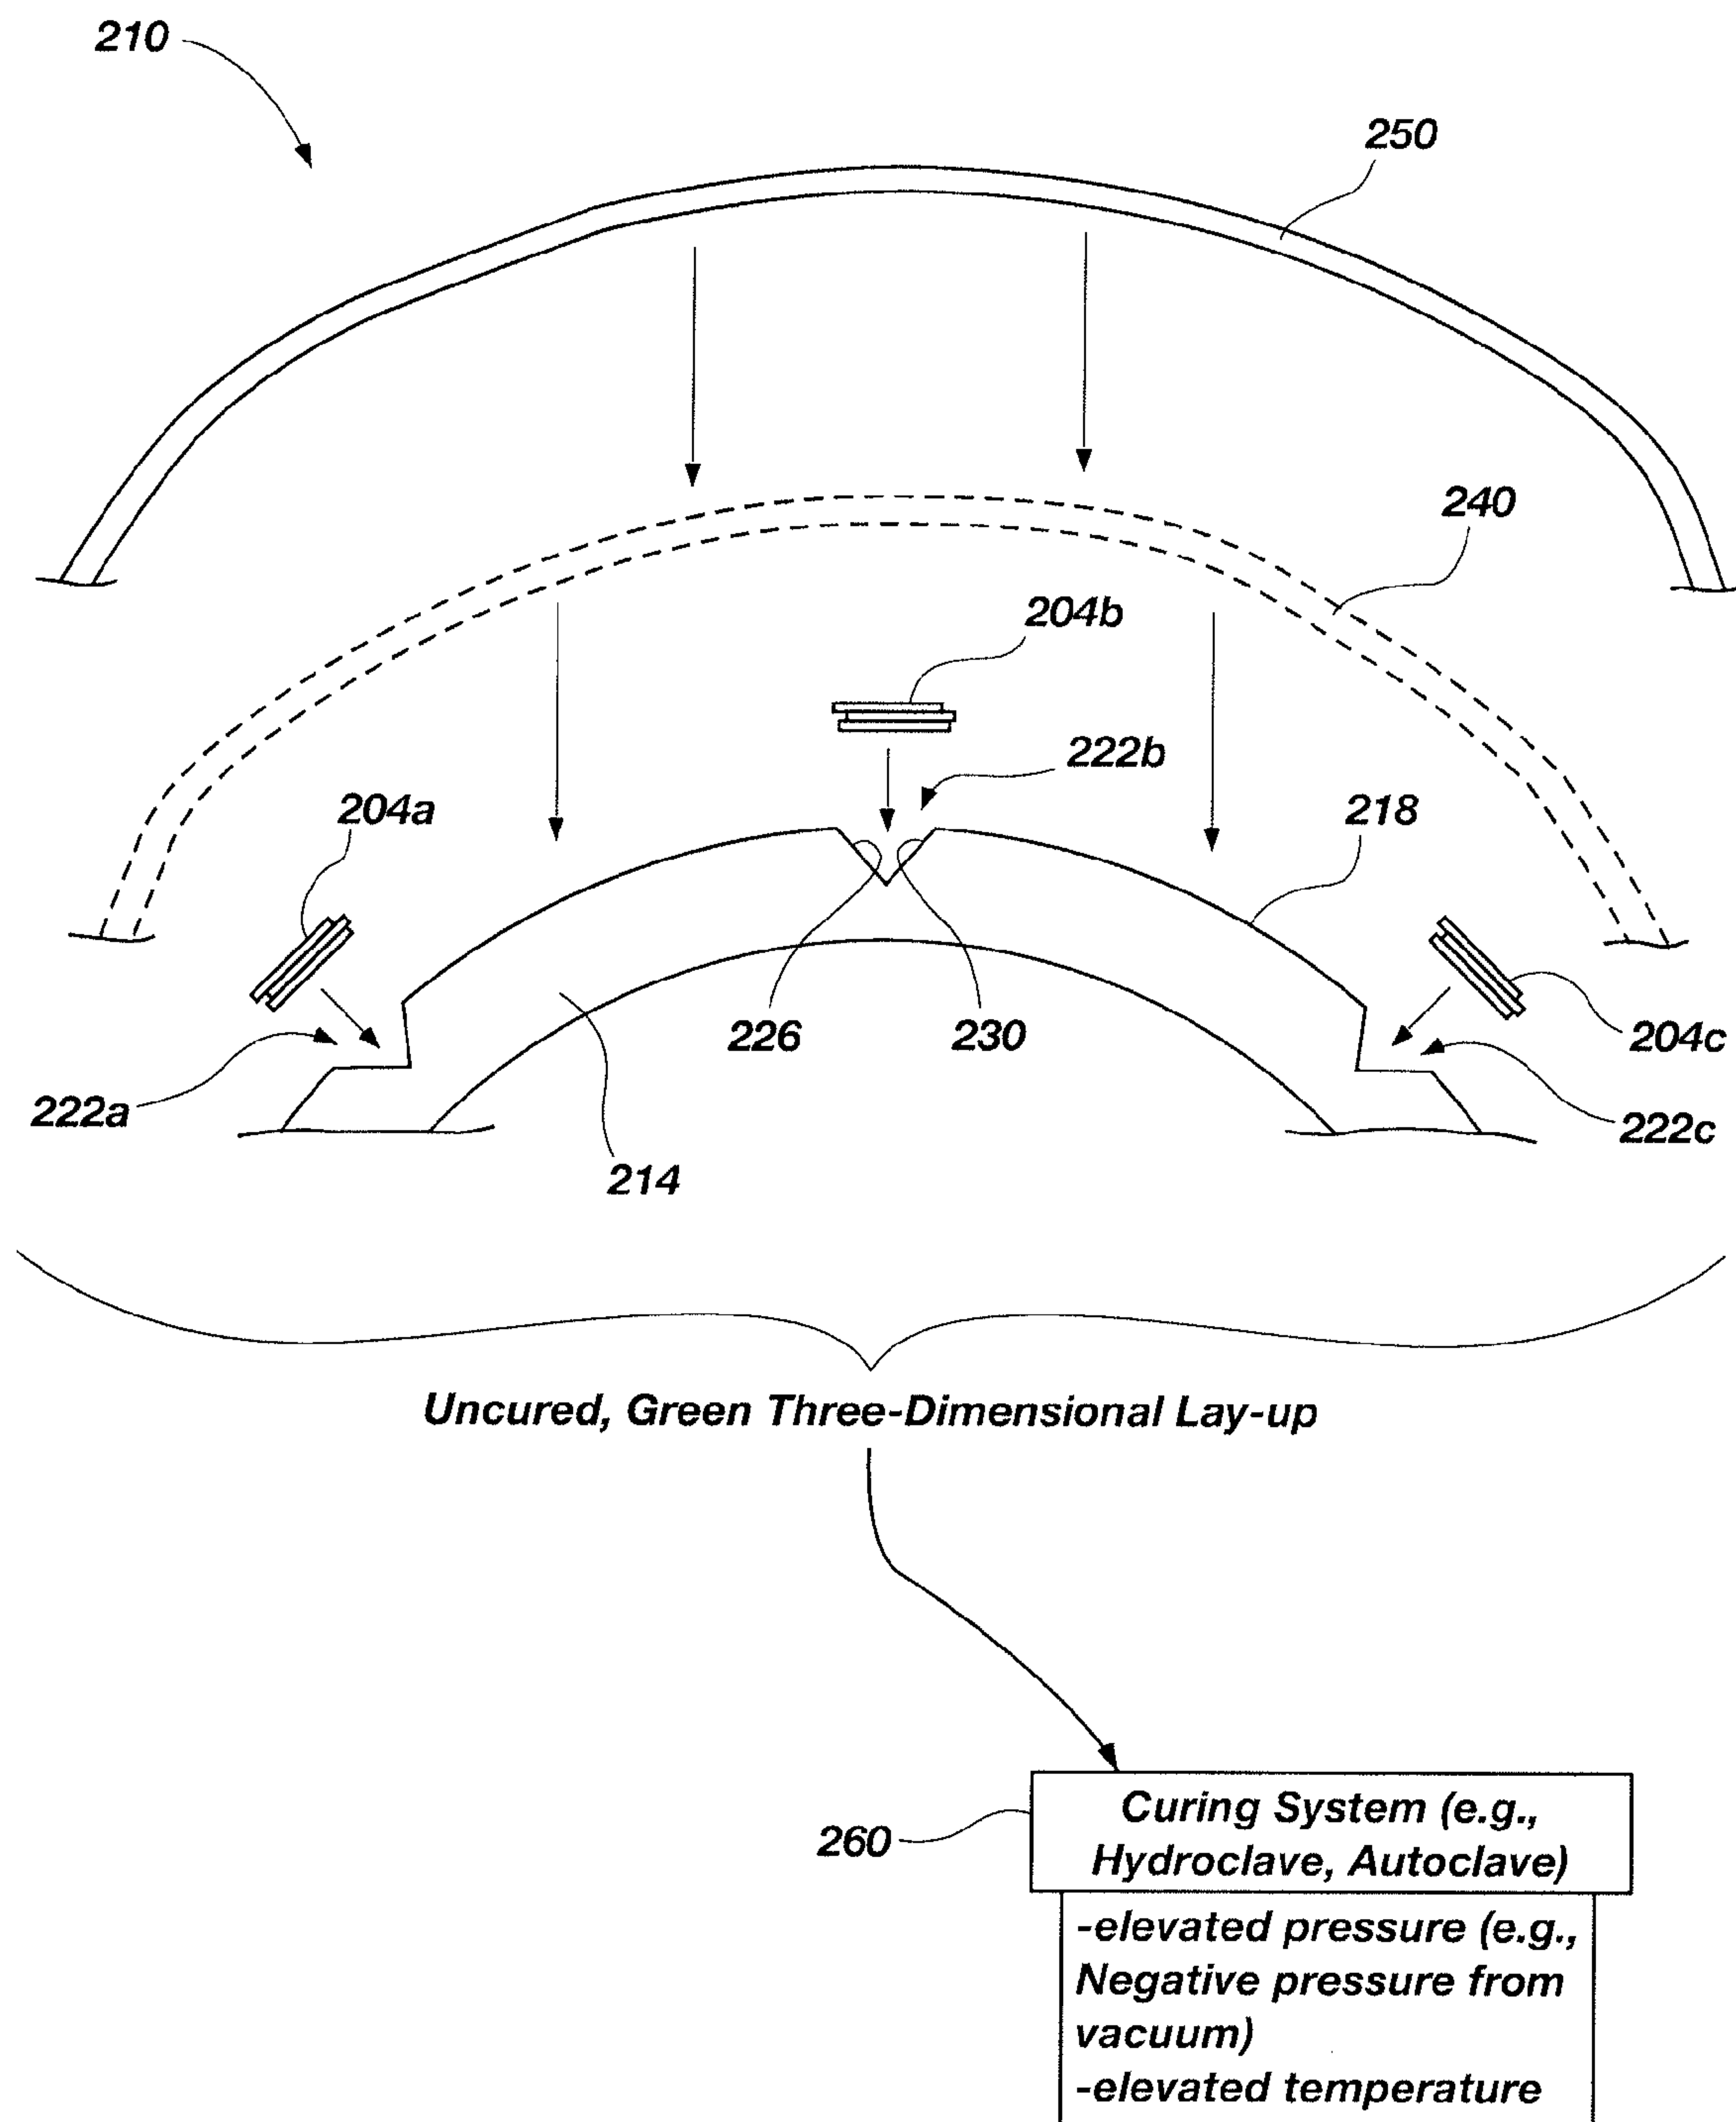 210
250
240
204b
222b
204a
218
226
230
204c
222a
222c
214
Uncured, Green Three-Dimensional Lay-up
260
Curing System (e.g.,
Hydroclave, Autoclave)
-elevated pressure (e.g.,
Negative pressure from
vacuum)
-elevated temperature